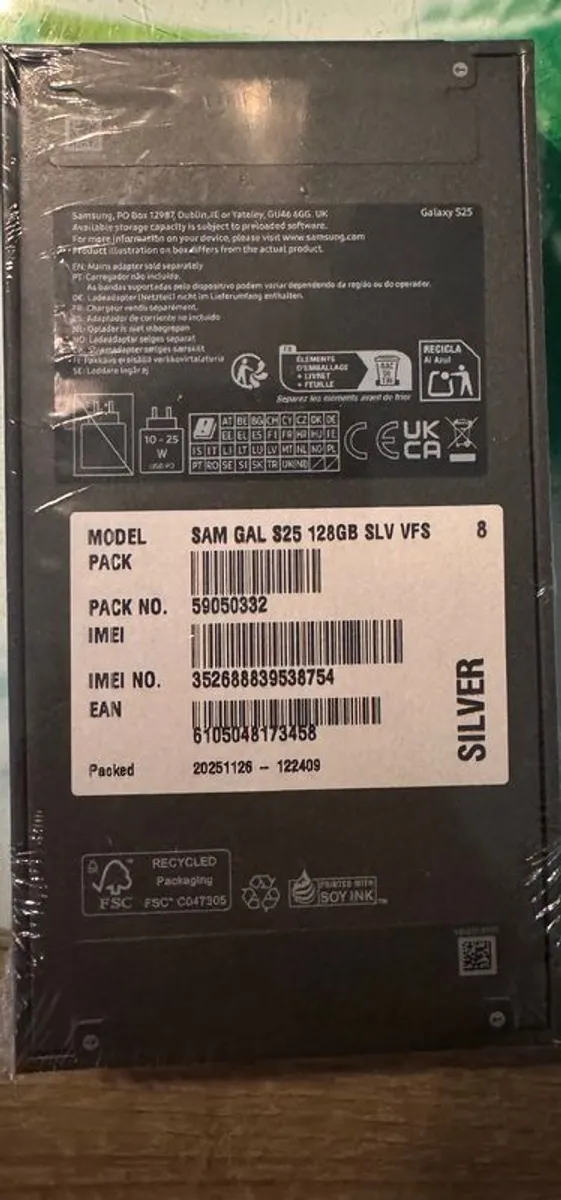 Samsung, PO Box 12987, Dublin, IE or Yateley, GU46 6GG. UK
Galaxy S25
Available storage capacity is subject to preloaded software.
For more information on your device, please visit www.samsung.com
Product illustration on box differs from the actual product.
EN: Mains adapter sold separately
PT: Carregador não incluido.
As bandas suportadas pelo dispositivo podem variar dependendo da região ou do operador.
DE: Ladeadapter (Netzteil) nicht im Lieferumfang enthalten.
FR: Chargeur vendu séparément.
ES: Adaptador de corriente no incluido
NL: Oplader is niet inbegrepen
NO: Ladeadapter selges separat
SE: Laddare ingår ej
FR
ÉLÉMENTS
D'EMBALLAGE
+ LIVRET
+ FEUILLE
BAC
DE
TRI
Séparez les éléments avant de trier
RECICLA
Al Azul
10 - 25
W
USB PD
AT BE BG CH CY CZ DK DE
EE EL ES FI FR HR HU IE
IS IT LI LT LU LV MT NL NO PL
PT RO SE SI SK TR UK(NI)
CE
UK
CA
MODEL SAM GAL S25 128GB SLV VFS 8
PACK
PACK NO. 59050332
IMEI
IMEI NO. 352688839538754
EAN
6105048173458
Packed 20251126 - 122409
SILVER
FSC
RECYCLED
Packaging
FSC® C047305
PRINTED WITH
SOY INK™